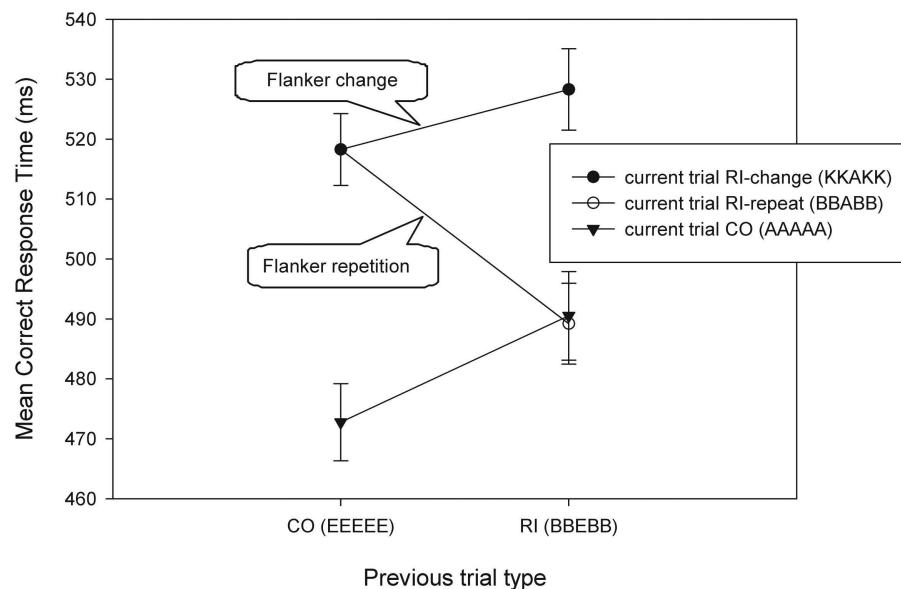 540
530
520
510
500
490
480
470
460
Mean Correct Response Time (ms)
Flanker change
Flanker repetition
current trial RI-change (KKAKK)
current trial RI-repeat (BBABB)
current trial CO (AAAAA)
CO (EEEEE)
RI (BBEBB)
Previous trial type